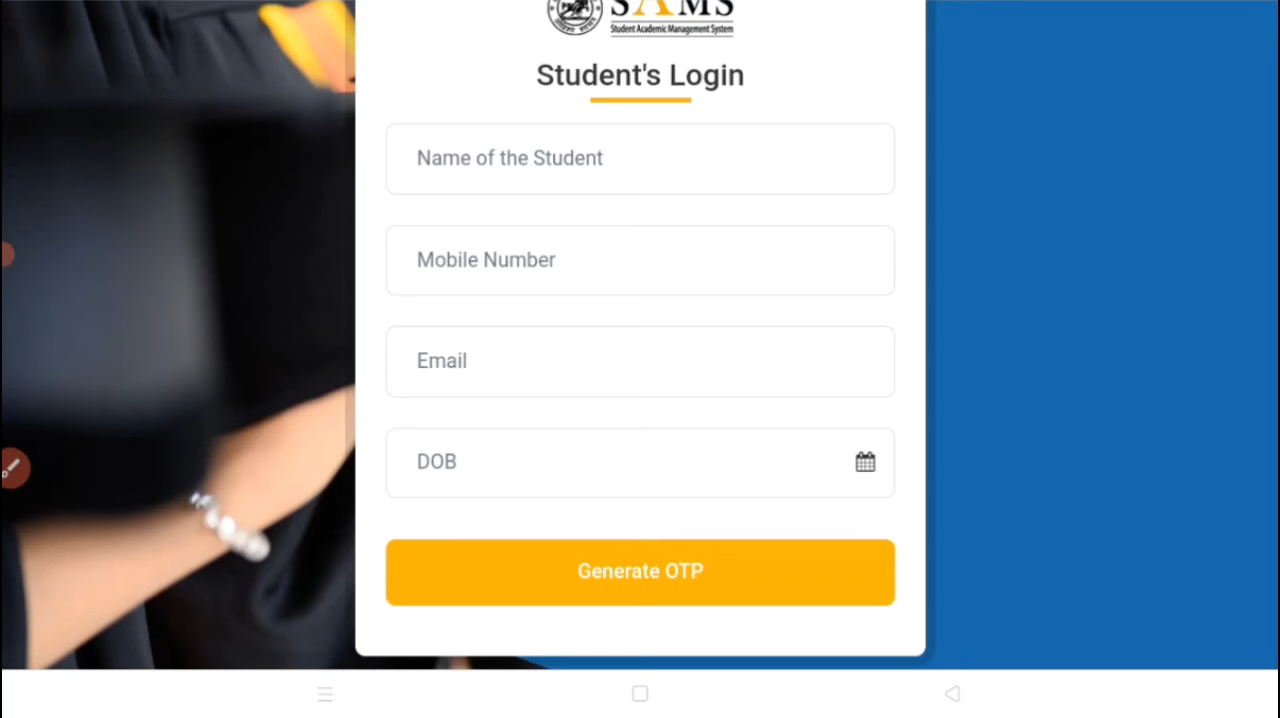 SAMS
Student Academic Management System
Student's Login
Name of the Student
Mobile Number
Email
DOB
Generate OTP